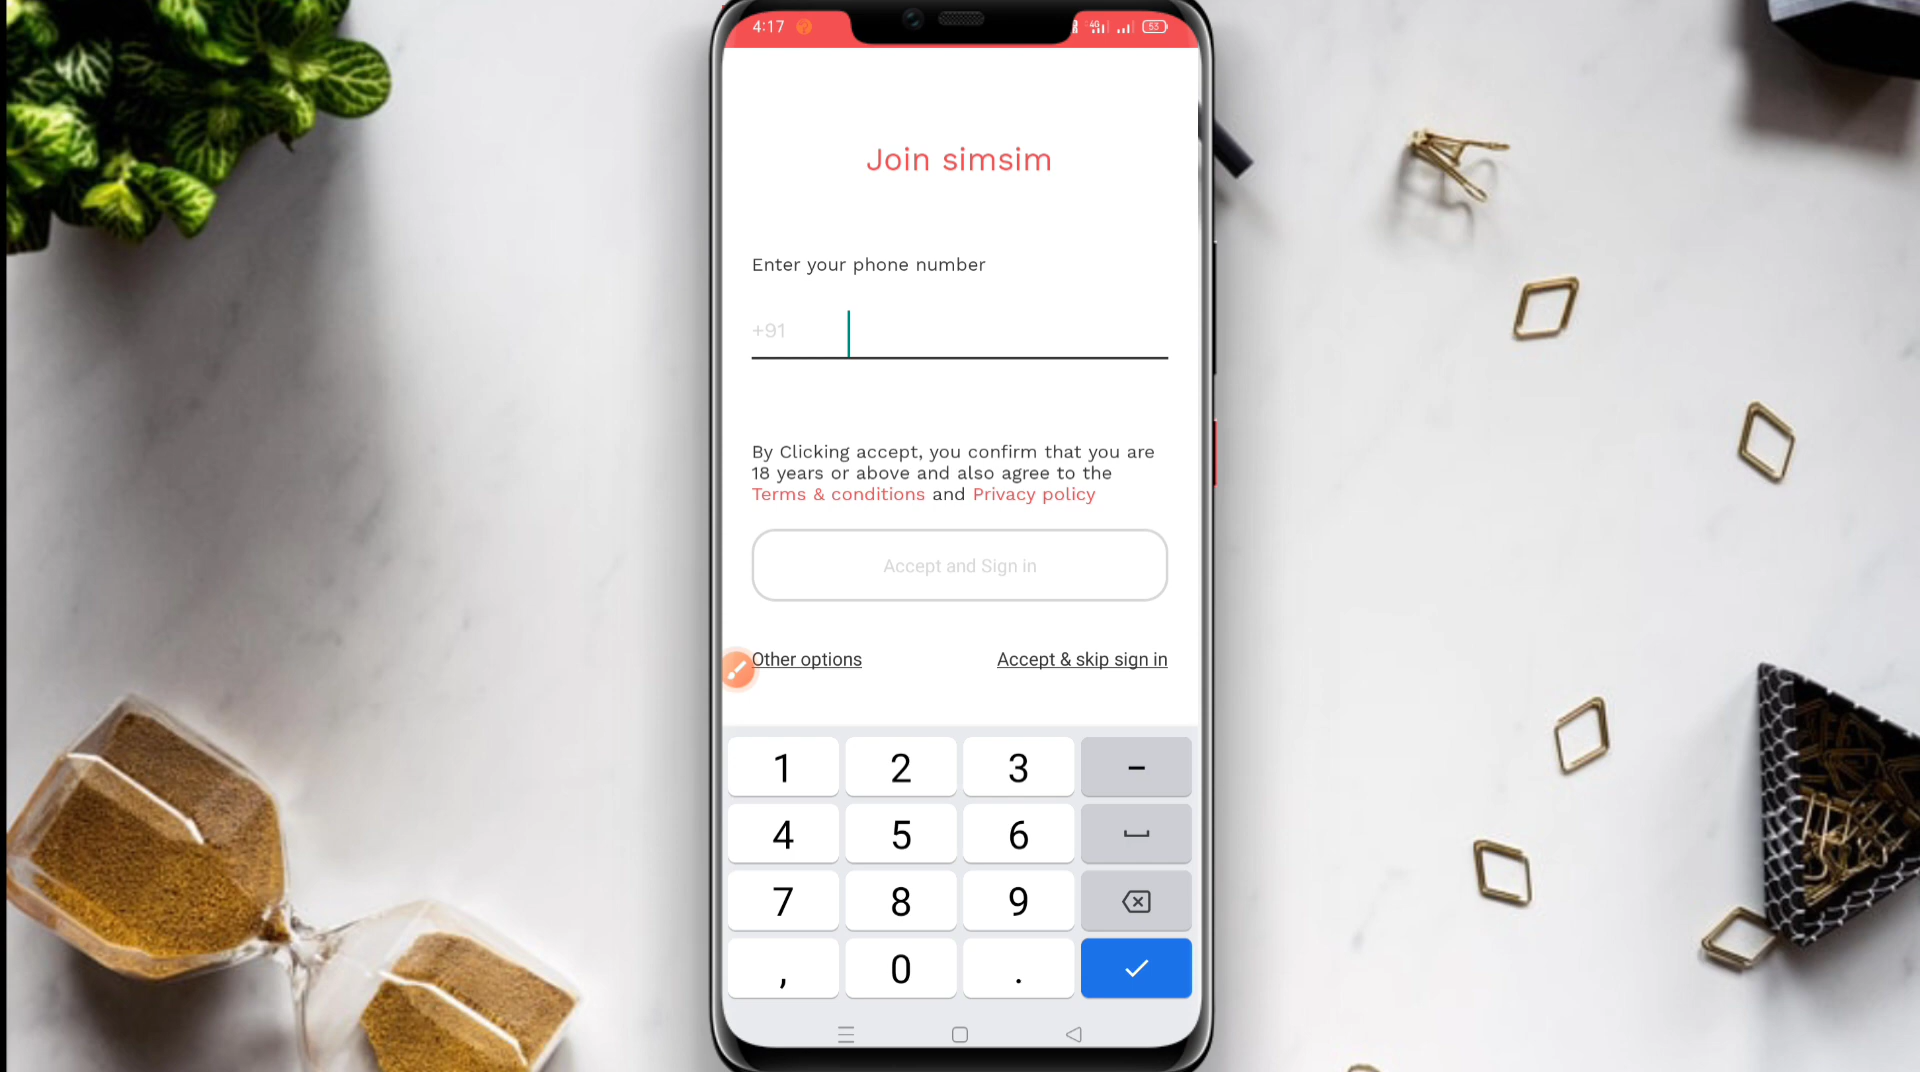 4:17
4G
53
Join simsim
Enter your phone number
+91
By Clicking accept, you confirm that you are
18 years or above and also agree to the
Terms & conditions and Privacy policy
Accept and Sign in
Other options
Accept & skip sign in
1 2 3 –
4 5 6
7 8 9
, 0 .